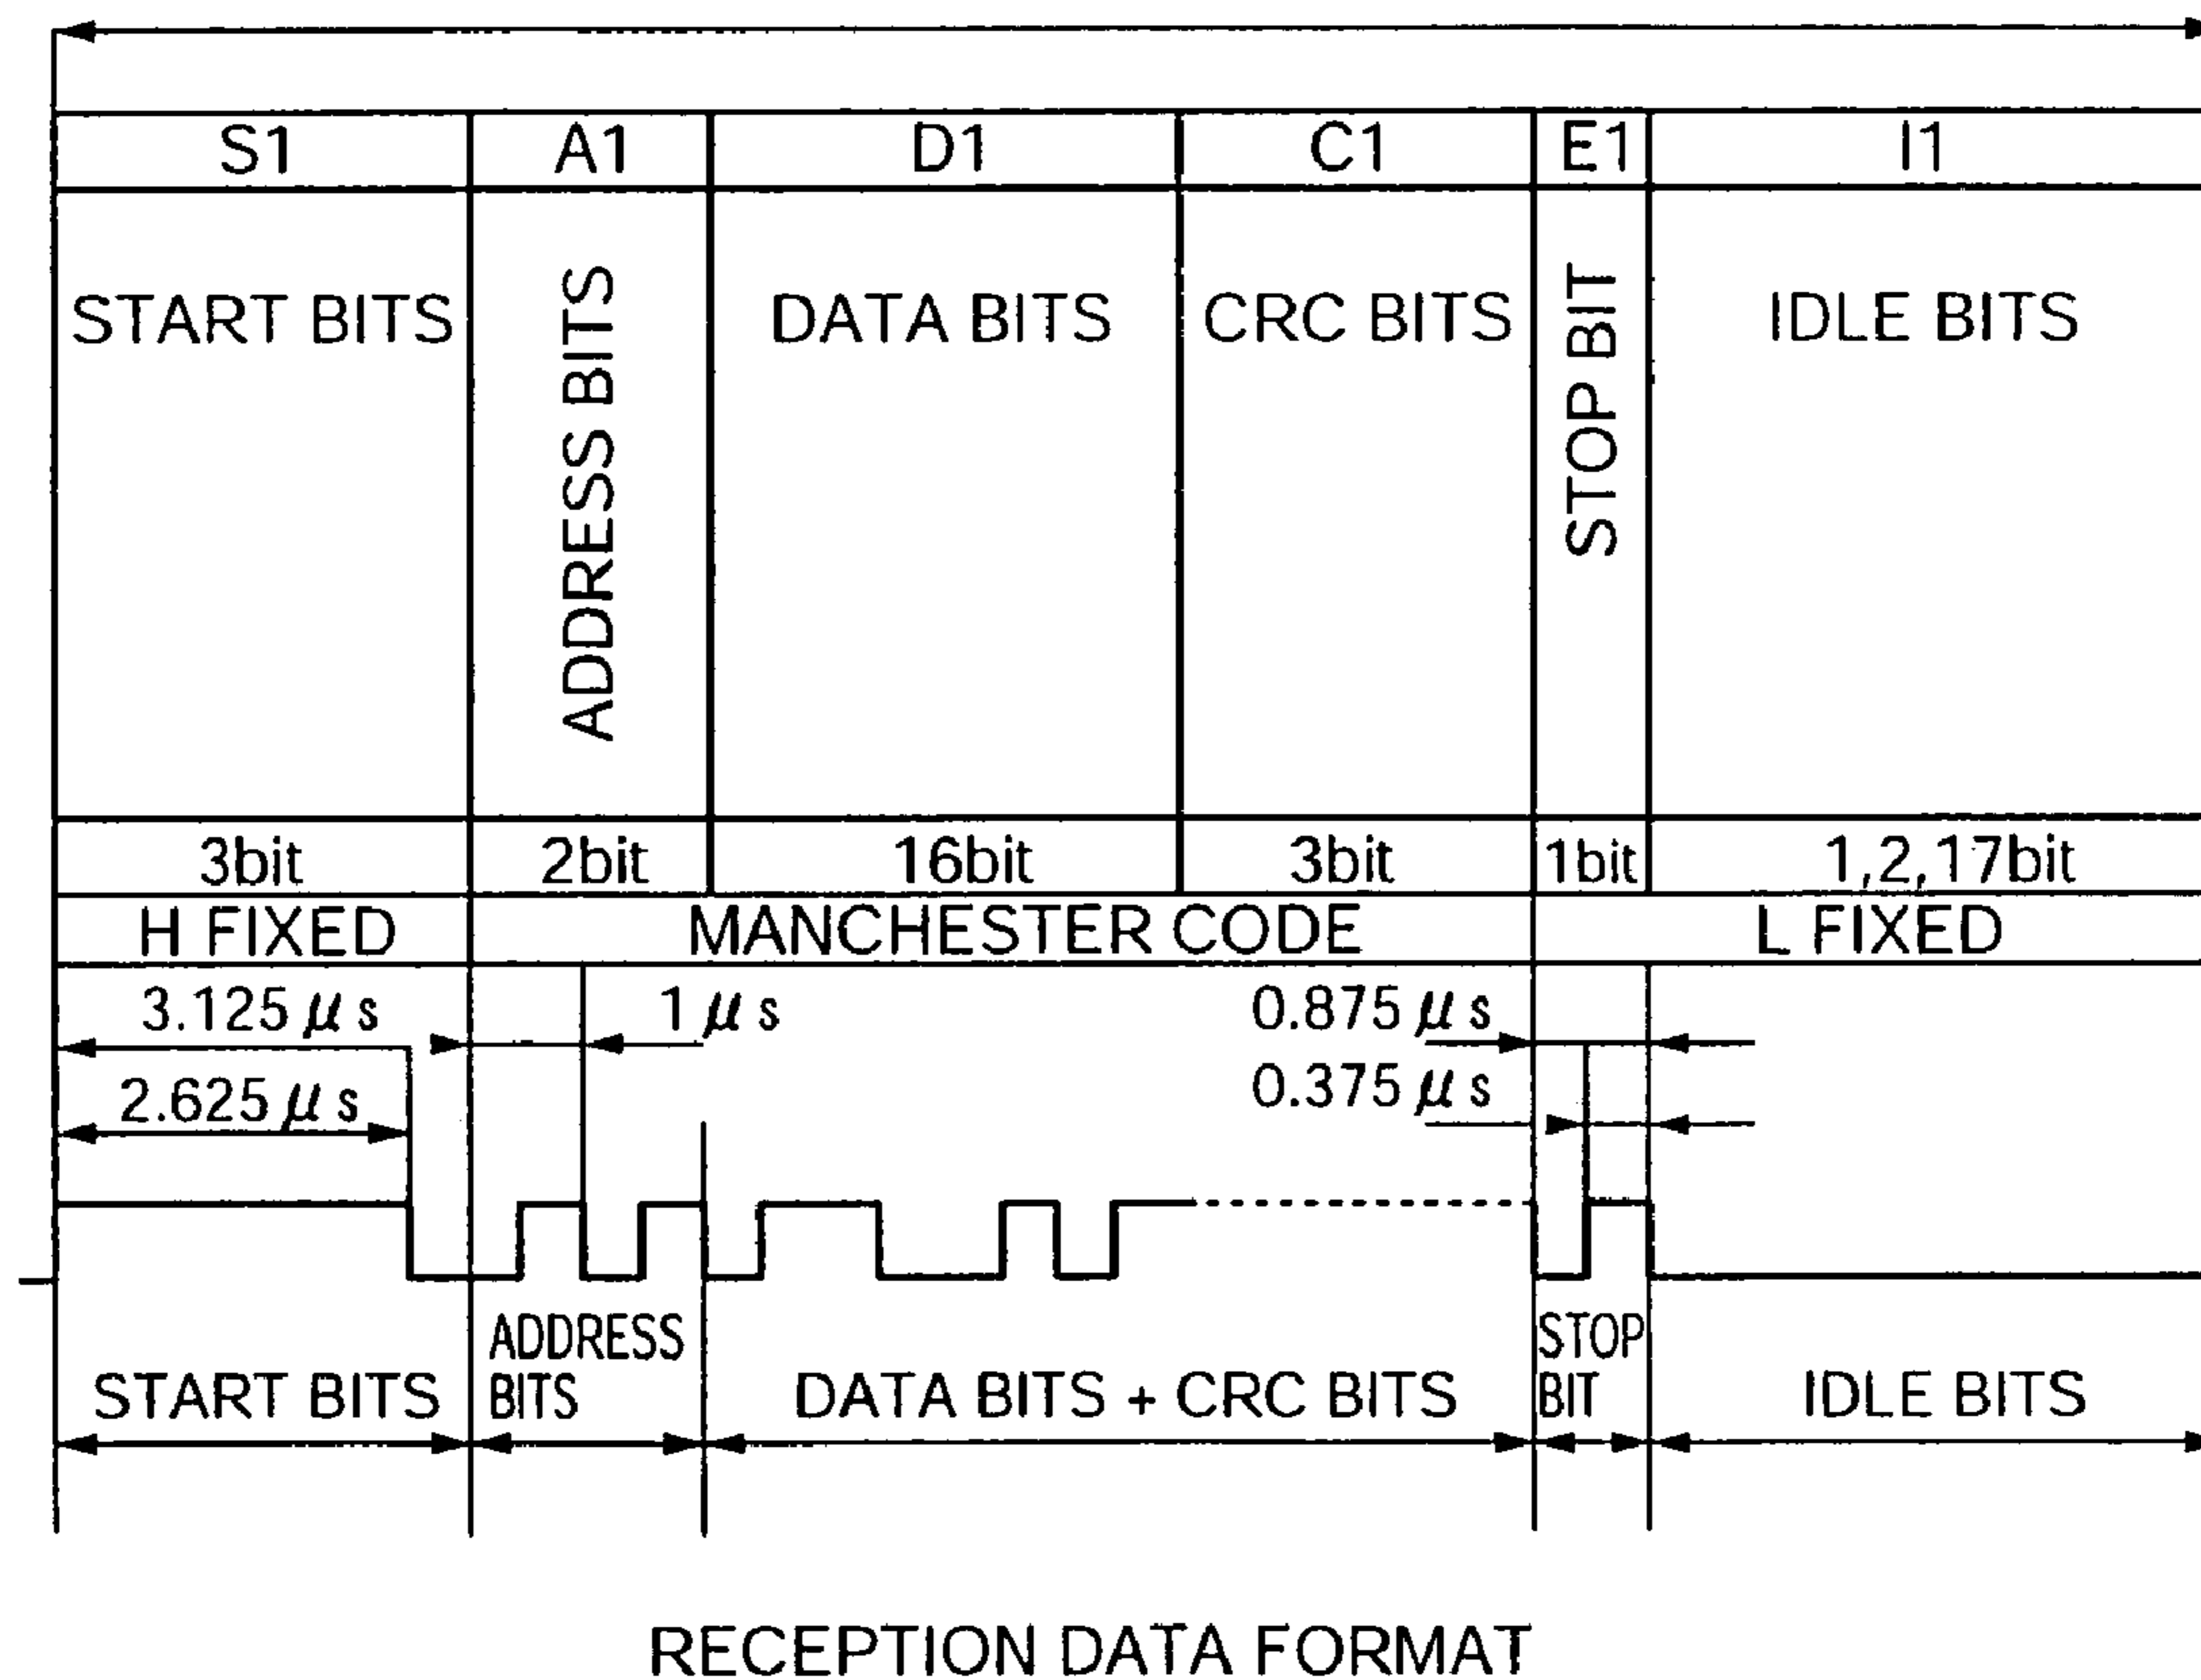 S1 A1 D1 C1 E1 I1
START BITS ADDRESS BITS DATA BITS CRC BITS STOP BIT IDLE BITS
3bit 2bit 16bit 3bit 1bit 1,2,17bit
H FIXED MANCHESTER CODE L FIXED
3.125 μs 1 μs 0.875 μs
2.625 μs 0.375 μs
START BITS ADDRESS BITS DATA BITS + CRC BITS STOP BIT IDLE BITS
RECEPTION DATA FORMAT